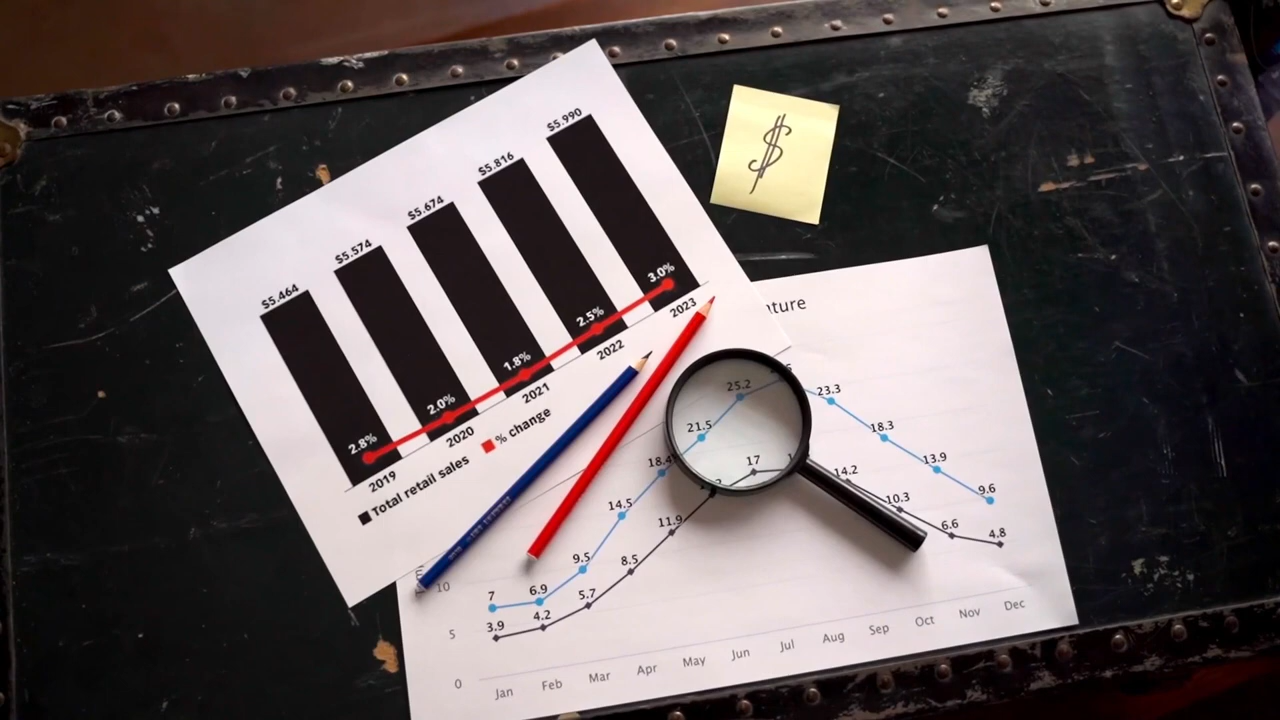 $5.464
$5.574
$5.674
$5.816
$5.990
2.8%
2.0%
1.8%
2.5%
3.0%
2019
2020
2021
2022
2023
Total retail sales
% change
$
7
6.9
9.5
14.5
18.4
21.5
25.2
23.3
18.3
13.9
9.6
3.9
4.2
5.7
8.5
11.9
17
14.2
10.3
6.6
4.8
10
5
0
Jan
Feb
Mar
Apr
May
Jun
Jul
Aug
Sep
Oct
Nov
Dec